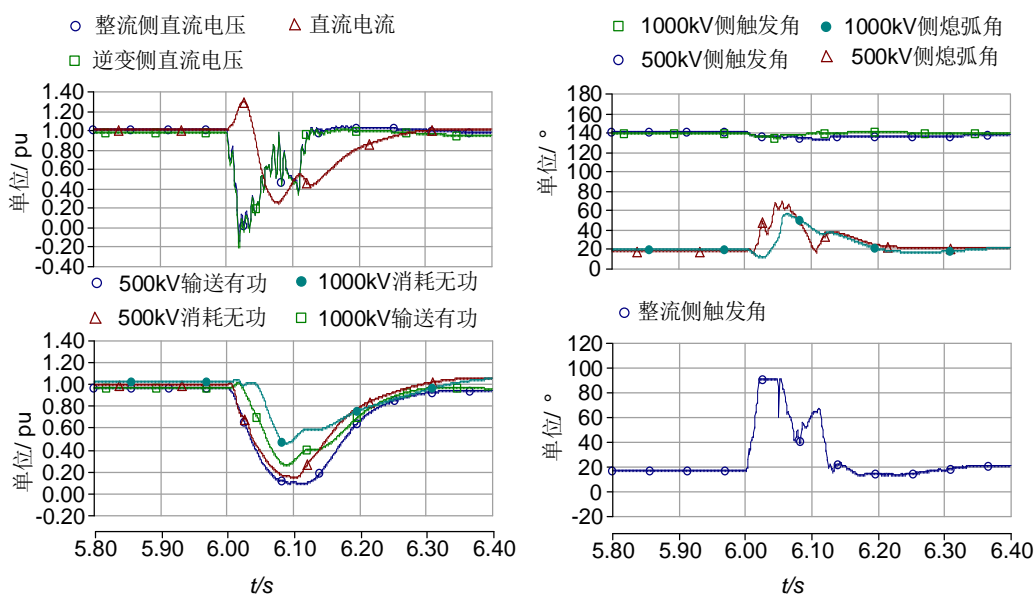 整流侧直流电压 直流电流
逆变侧直流电压
1.40
1.20
1.00
0.80
0.60
0.40
0.20
0.00
-0.20
-0.40
单位/ pu
500kV输送有功 1000kV消耗无功
500kV消耗无功 1000kV输送有功
1.40
1.20
1.00
0.80
0.60
0.40
0.20
0.00
-0.20
单位/ pu
5.80 5.90 6.00 6.10 6.20 6.30 6.40
t/s
1000kV侧触发角 1000kV侧熄弧角
500kV侧触发角 500kV侧熄弧角
180
160
140
120
180
80
60
40
20
0
单位/ °
整流侧触发角
120
100
80
60
40
20
0
-20
单位/ °
5.80 5.90 6.00 6.10 6.20 6.30 6.40
t/s